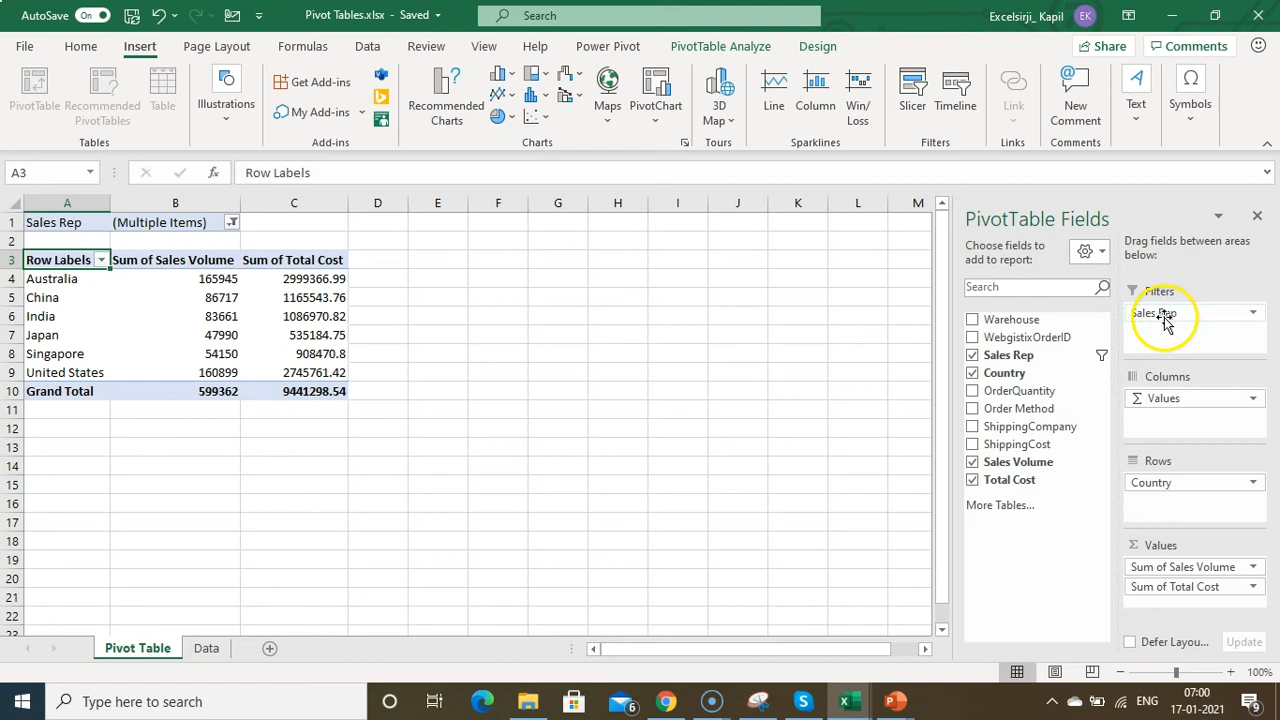 AutoSave On Pivot Tables.xlsx - Saved Search Excelsirji_ Kapil EK
File Home Insert Page Layout Formulas Data Review View Help Power Pivot PivotTable Analyze Design Share Comments
PivotTable
Recommended PivotTables
Table
Illustrations
Get Add-ins
My Add-ins
Recommended Charts
Maps
PivotChart
3D Map
Line
Column
Win/ Loss
Slicer
Timeline
Link
New Comment
Text
Symbols
Tables Add-ins Charts Tours Sparklines Filters Links Comments
A3 fx Row Labels
A B C D E F G H I J K L M
1 Sales Rep (Multiple Items)
2
3 Row Labels Sum of Sales Volume Sum of Total Cost
4 Australia 165945 2999366.99
5 China 86717 1165543.76
6 India 83661 1086970.82
7 Japan 47990 535184.75
8 Singapore 54150 908470.8
9 United States 160899 2745761.42
10 Grand Total 599362 9441298.54
11
12
13
14
15
16
17
18
19
20
21
22
23
PivotTable Fields
Choose fields to add to report:
Search
Warehouse
WebgistixOrderID
Sales Rep
Country
OrderQuantity
Order Method
ShippingCompany
ShippingCost
Sales Volume
Total Cost
More Tables...
Drag fields between areas below:
Filters
Sales Rep
Columns
Σ Values
Rows
Country
Σ Values
Sum of Sales Volume
Sum of Total Cost
Defer Layou... Update
Pivot Table Data
100%
Type here to search
6
ENG
07:00
17-01-2021
9